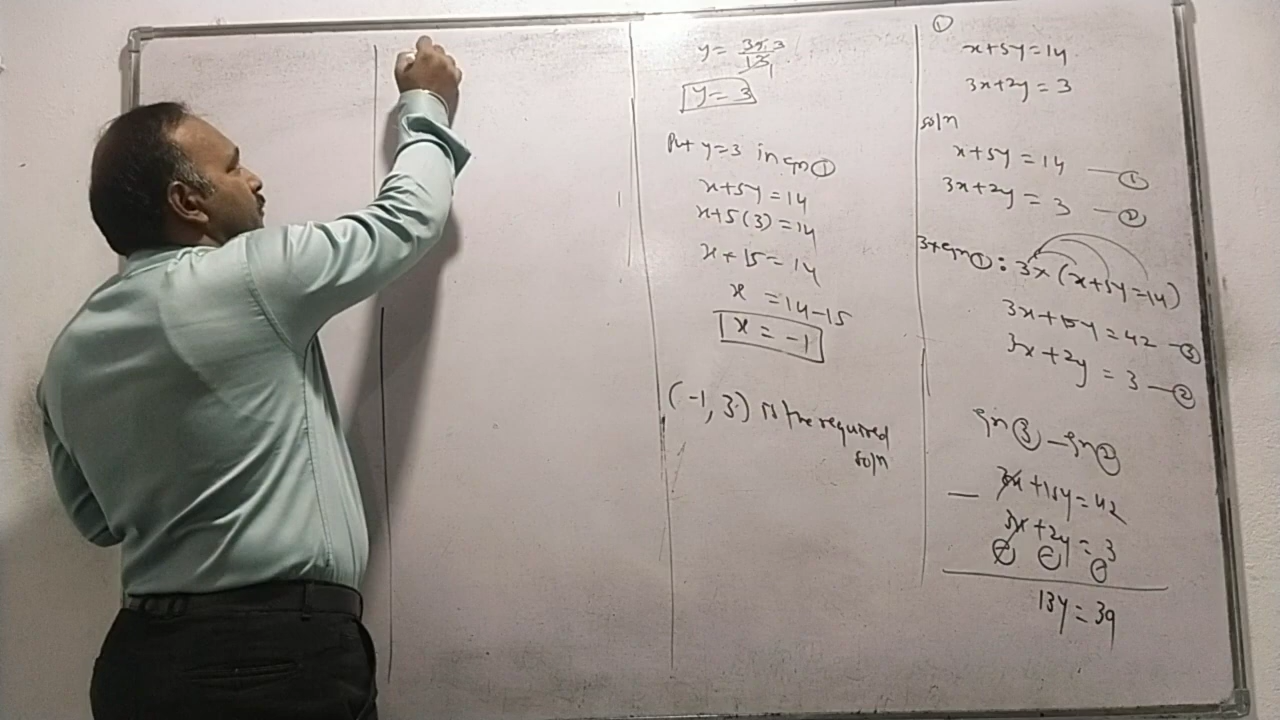 ①
x+5y=14
3x+2y=3
soln
x+5y=14 —①
3x+2y=3 —②
3×eqn①: 3×(x+5y=14)
3x+15y=42 —③
3x+2y=3 —②
eqn③ - eqn②
3x+15y=42
— 3x+2y=3
⊖ ⊖ ⊖
13y=39
y=39 3
13 1
y=3
Put y=3 in eqn①
x+5y=14
x+5(3)=14
x+15=14
x=14-15
x=-1
(-1,3) is the required
soln